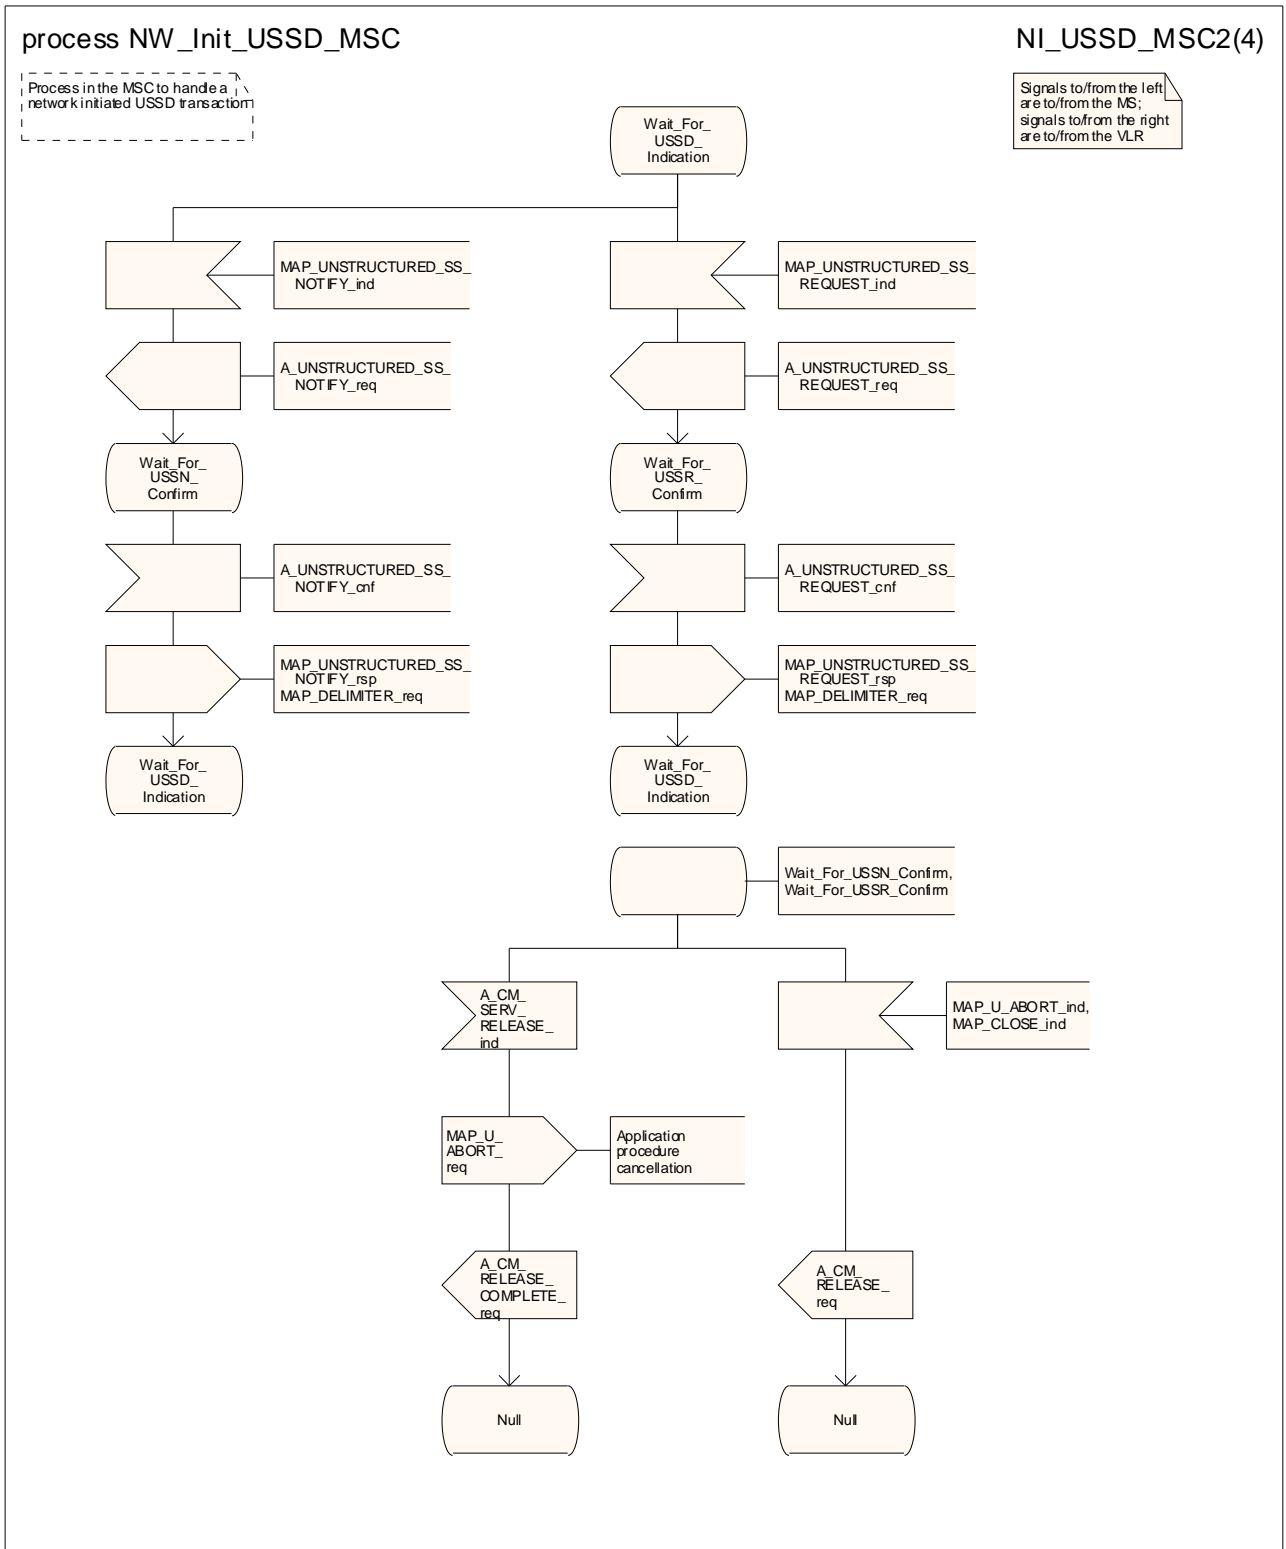 process NW_Init_USSD_MSC
NI_USSD_MSC2(4)
Process in the MSC to handle a
network initiated USSD transaction
Signals to/from the left
are to/from the MS;
signals to/from the right
are to/from the VLR
Wait_For_
USSD_
Indication
MAP_UNSTRUCTURED_SS_
NOTIFY_ind
MAP_UNSTRUCTURED_SS_
REQUEST_ind
A_UNSTRUCTURED_SS_
NOTIFY_req
A_UNSTRUCTURED_SS_
REQUEST_req
Wait_For_
USSN_
Confirm
Wait_For_
USSR_
Confirm
A_UNSTRUCTURED_SS_
NOTIFY_cnf
A_UNSTRUCTURED_SS_
REQUEST_cnf
MAP_UNSTRUCTURED_SS_
NOTIFY_rsp
MAP_DELIMITER_req
MAP_UNSTRUCTURED_SS_
REQUEST_rsp
MAP_DELIMITER_req
Wait_For_
USSD_
Indication
Wait_For_
USSD_
Indication
Wait_For_USSN_Confirm,
Wait_For_USSR_Confirm
A_CM_
SERV_
RELEASE_
ind
MAP_U_ABORT_ind,
MAP_CLOSE_ind
MAP_U_
ABORT_
req
Application
procedure
cancellation
A_CM_
RELEASE_
COMPLETE_
req
A_CM_
RELEASE_
req
Null
Null